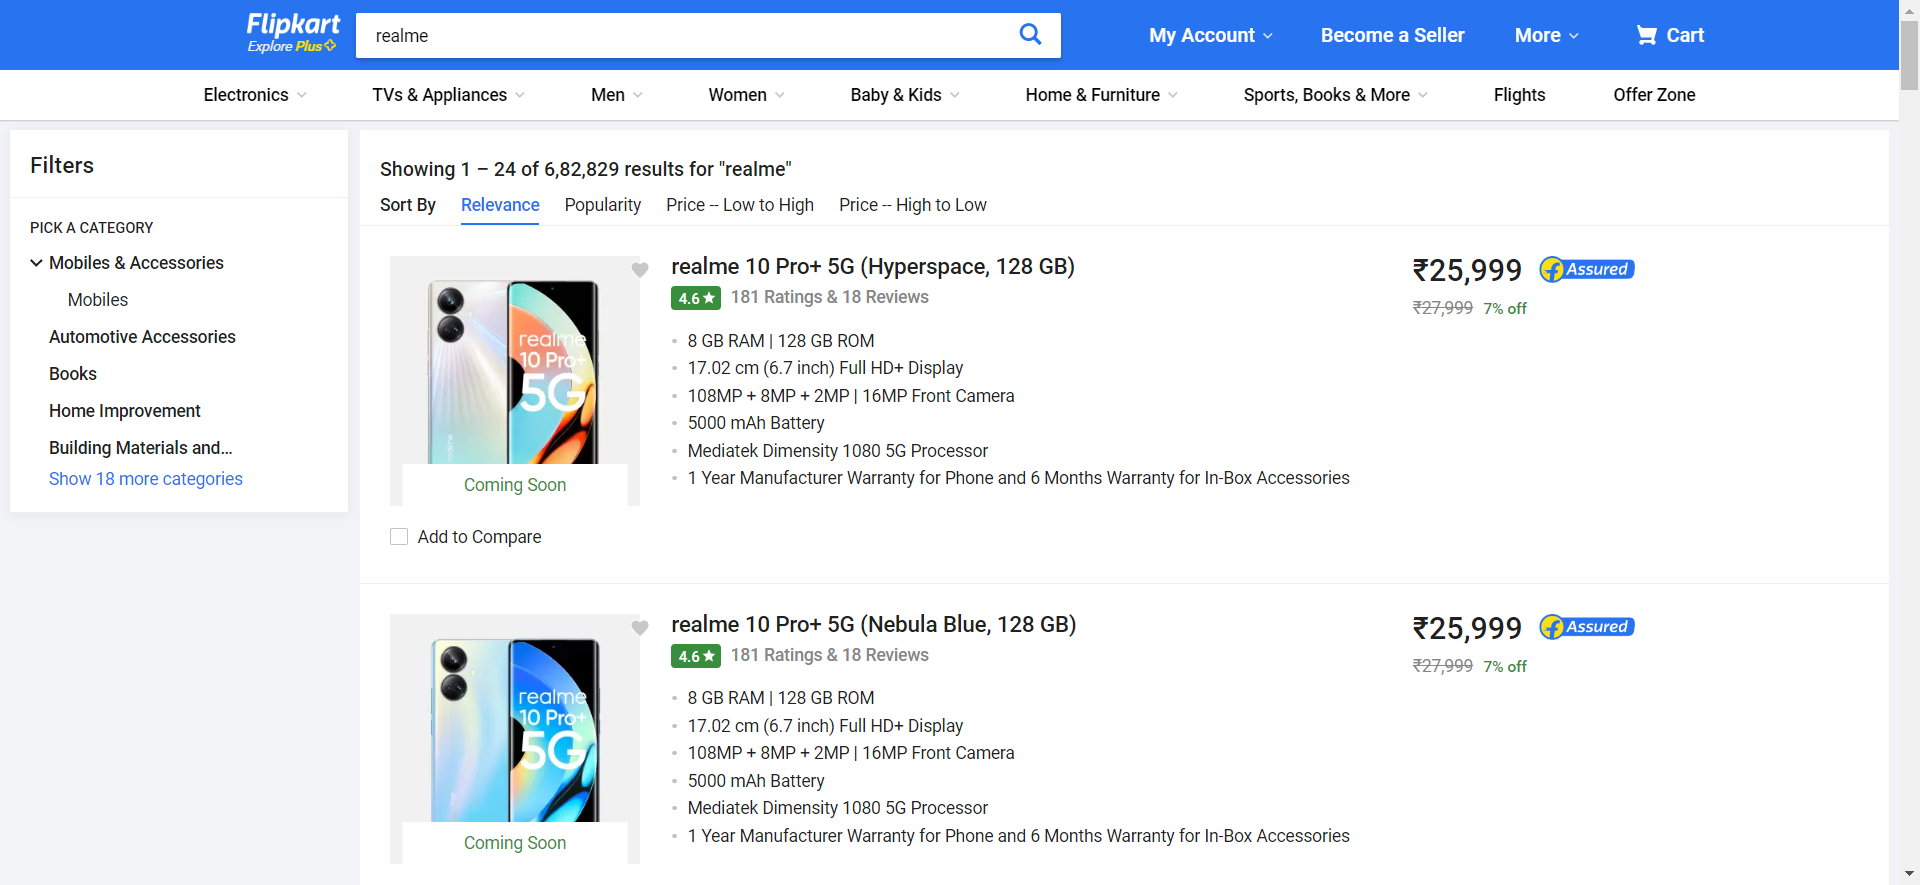 Flipkart
Explore Plus
realme
My Account
Become a Seller
More
Cart
Electronics
TVs & Appliances
Men
Women
Baby & Kids
Home & Furniture
Sports, Books & More
Flights
Offer Zone
Filters
PICK A CATEGORY
Mobiles & Accessories
Mobiles
Automotive Accessories
Books
Home Improvement
Building Materials and...
Show 18 more categories
Showing 1 – 24 of 6,82,829 results for "realme"
Sort By
Relevance
Popularity
Price -- Low to High
Price -- High to Low
realme
10 Pro+
5G
realme
Coming Soon
Add to Compare
realme 10 Pro+ 5G (Hyperspace, 128 GB)
4.6★ 181 Ratings & 18 Reviews
8 GB RAM | 128 GB ROM
17.02 cm (6.7 inch) Full HD+ Display
108MP + 8MP + 2MP | 16MP Front Camera
5000 mAh Battery
Mediatek Dimensity 1080 5G Processor
1 Year Manufacturer Warranty for Phone and 6 Months Warranty for In-Box Accessories
₹25,999 Assured
₹27,999 7% off
realme
10 Pro+
5G
Coming Soon
realme 10 Pro+ 5G (Nebula Blue, 128 GB)
4.6★ 181 Ratings & 18 Reviews
8 GB RAM | 128 GB ROM
17.02 cm (6.7 inch) Full HD+ Display
108MP + 8MP + 2MP | 16MP Front Camera
5000 mAh Battery
Mediatek Dimensity 1080 5G Processor
1 Year Manufacturer Warranty for Phone and 6 Months Warranty for In-Box Accessories
₹25,999 Assured
₹27,999 7% off